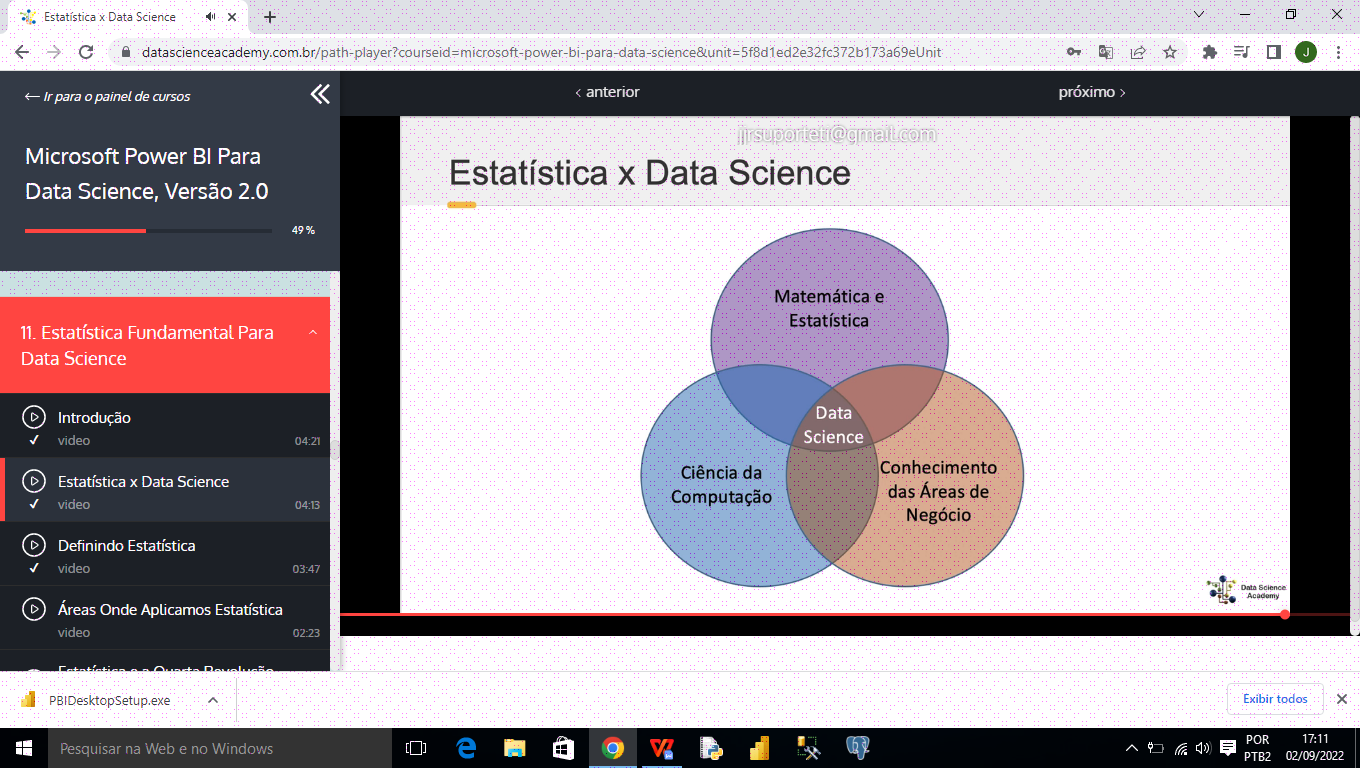 Estatística x Data Science
datascienceacademy.com.br/path-player?courseid=microsoft-power-bi-para-data-science&unit=5f8d1ed2e32fc372b173a69eUnit
J
Ir para o painel de cursos
anterior
próximo
Microsoft Power BI Para
Data Science, Versão 2.0
49 %
11. Estatística Fundamental Para
Data Science
Introdução
video 04:21
Estatística x Data Science
video 04:13
Definindo Estatística
video 03:47
Áreas Onde Aplicamos Estatística
video 02:23
Estatística e a Quarta Revolução
jjrsuporteti@gmail.com
Estatística x Data Science
Matemática e
Estatística
Data
Science
Ciência da
Computação
Conhecimento
das Áreas de
Negócio
Data Science
Academy
PBIDesktopSetup.exe
Exibir todos
Pesquisar na Web e no Windows
POR
PTB2
17:11
02/09/2022